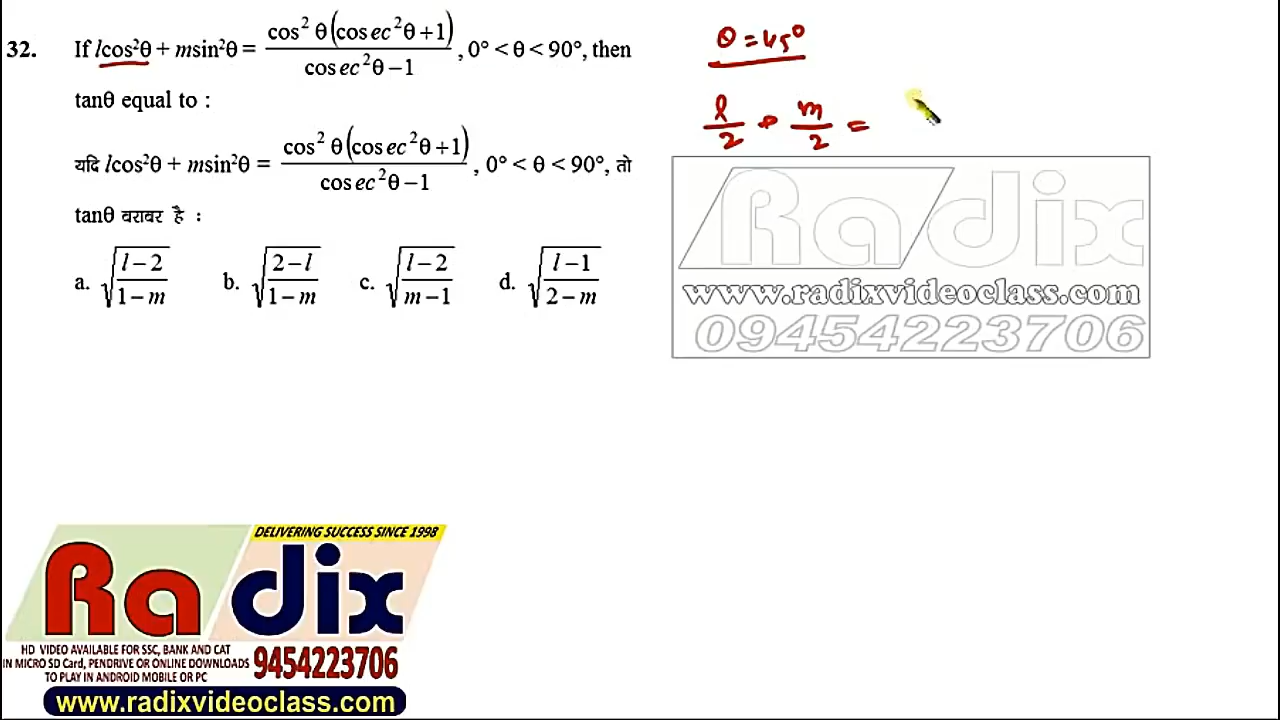 32. If lcos²θ + msin²θ = cos² θ(cosec²θ+1) / cosec²θ−1 , 0° < θ < 90°, then
tanθ equal to :
यदि lcos²θ + msin²θ = cos² θ(cosec²θ+1) / cosec²θ−1 , 0° < θ < 90°, तो
tanθ बराबर है :
a. √(l−2 / 1−m) b. √(2−l / 1−m) c. √(l−2 / m−1) d. √(l−1 / 2−m)
θ = 45°
l/2 + m/2 =
Radix
www.radixvideoclass.com
09454223706
DELIVERING SUCCESS SINCE 1998
Radix
HD VIDEO AVAILABLE FOR SSC, BANK AND CAT
IN MICRO SD Card, PENDRIVE OR ONLINE DOWNLOADS
TO PLAY IN ANDROID MOBILE OR PC
9454223706
www.radixvideoclass.com